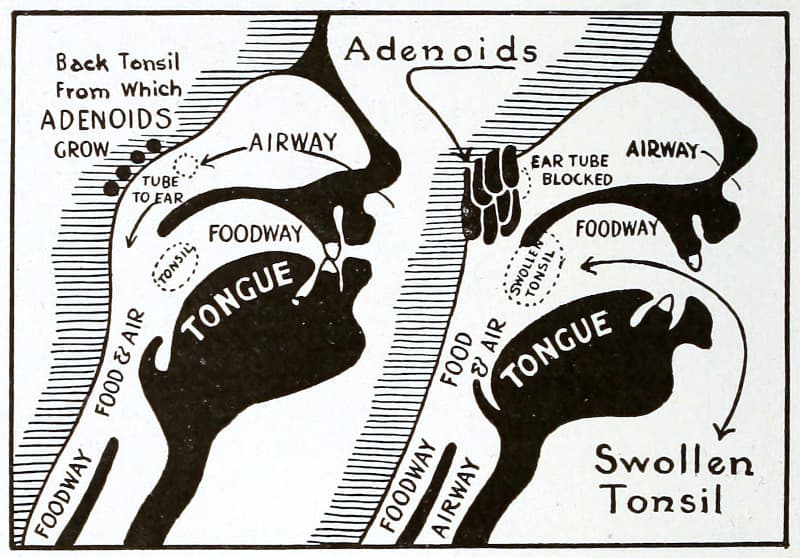 Back Tonsil
From Which
ADENOIDS
GROW
AIRWAY
TUBE
TO EAR
FOODWAY
TONSIL
TONGUE
FOOD & AIR
FOODWAY
Adenoids
EAR TUBE
BLOCKED
AIRWAY
FOODWAY
SWOLLEN
TONSIL
TONGUE
FOOD
& AIR
FOODWAY
AIRWAY
Swollen
Tonsil